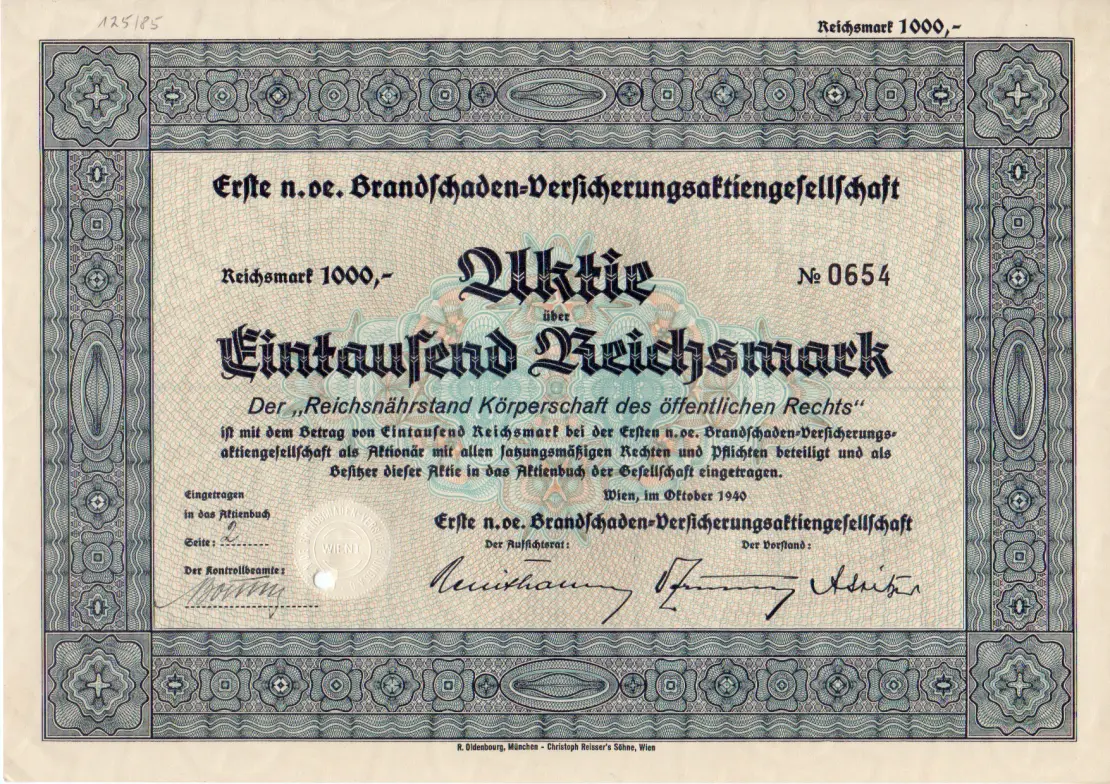 125/85
Reichsmark 1000,-
Erste n.oe. Brandschaden=Versicherungsaktiengesellschaft
Reichsmark 1000,-
Aktie
№ 0654
über
Eintausend Reichsmark
Der „Reichsnährstand Körperschaft des öffentlichen Rechts“
ist mit dem Betrag von Eintausend Reichsmark bei der Ersten n.oe. Brandschaden=Versicherungs=
aktiengesellschaft als Aktionär mit allen satzungsmäßigen Rechten und Pflichten beteiligt und als
Besitzer dieser Aktie in das Aktienbuch der Gesellschaft eingetragen.
Eingetragen
in das Aktienbuch
Seite: 2
Der Kontrollbeamte:
WIEN I
Wien, im Oktober 1940
Erste n.oe. Brandschaden=Versicherungsaktiengesellschaft
Der Aufsichtsrat:
Der Vorstand:
R. Oldenbourg, München - Christoph Reisser's Söhne, Wien